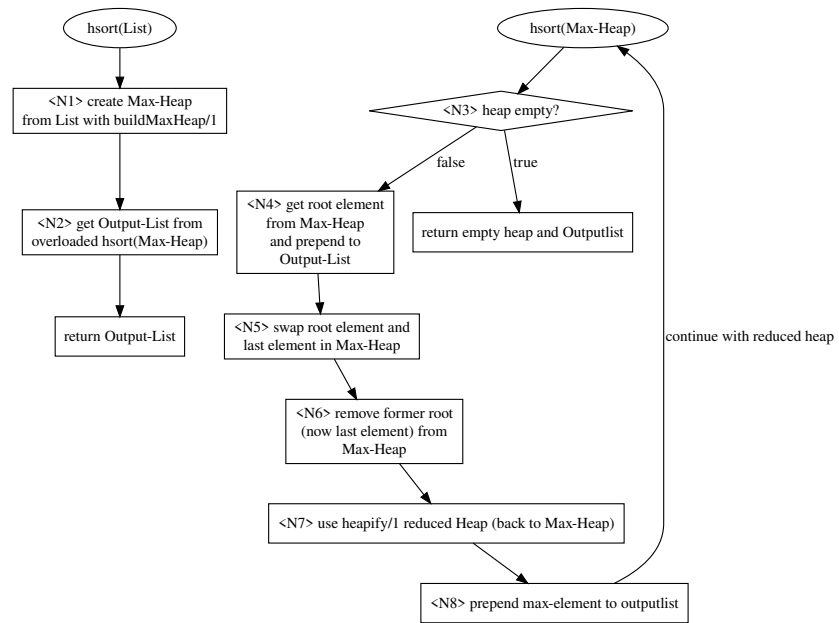 hsort(List)
<N1> create Max-Heap
from List with buildMaxHeap/1
<N2> get Output-List from
overloaded hsort(Max-Heap)
return Output-List
hsort(Max-Heap)
<N3> heap empty?
false
true
<N4> get root element
from Max-Heap
and prepend to
Output-List
return empty heap and Outputlist
<N5> swap root element and
last element in Max-Heap
<N6> remove former root
(now last element) from
Max-Heap
<N7> use heapify/1 reduced Heap (back to Max-Heap)
<N8> prepend max-element to outputlist
continue with reduced heap